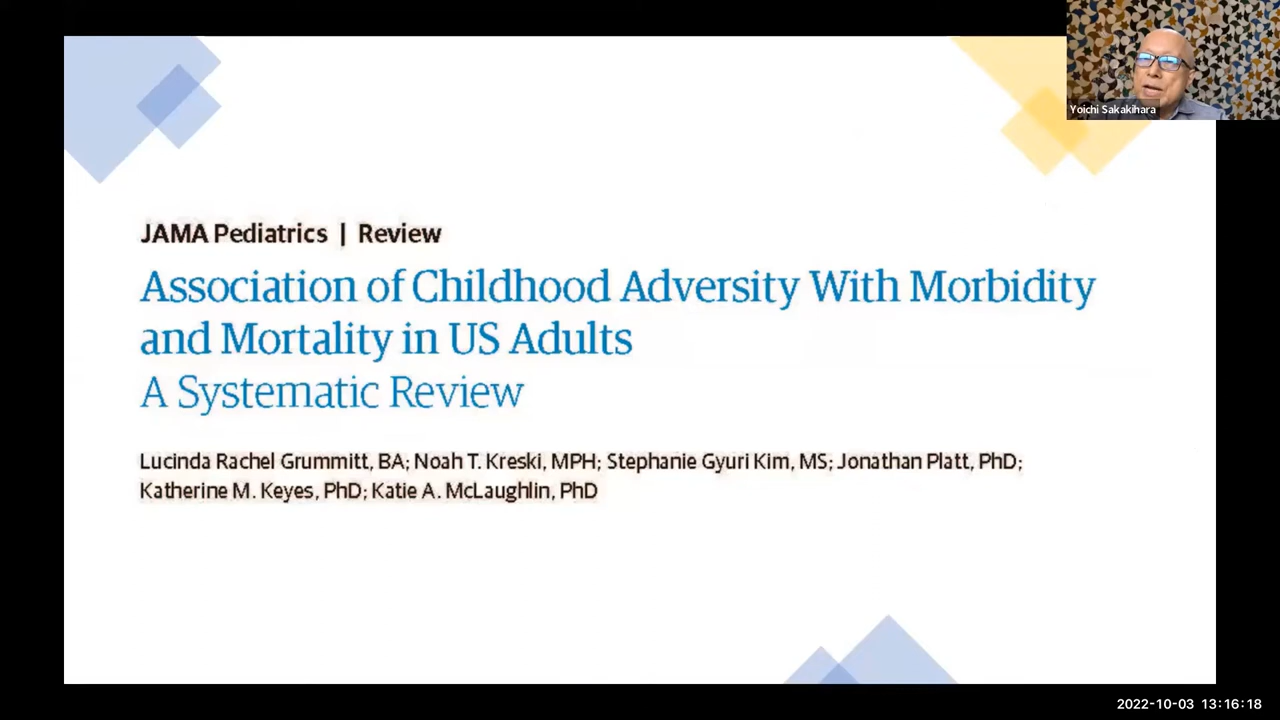 Yoichi Sakakihara
JAMA Pediatrics | Review
Association of Childhood Adversity With Morbidity
and Mortality in US Adults
A Systematic Review
Lucinda Rachel Grummitt, BA; Noah T. Kreski, MPH; Stephanie Gyuri Kim, MS; Jonathan Platt, PhD;
Katherine M. Keyes, PhD; Katie A. McLaughlin, PhD
2022-10-03 13:16:18